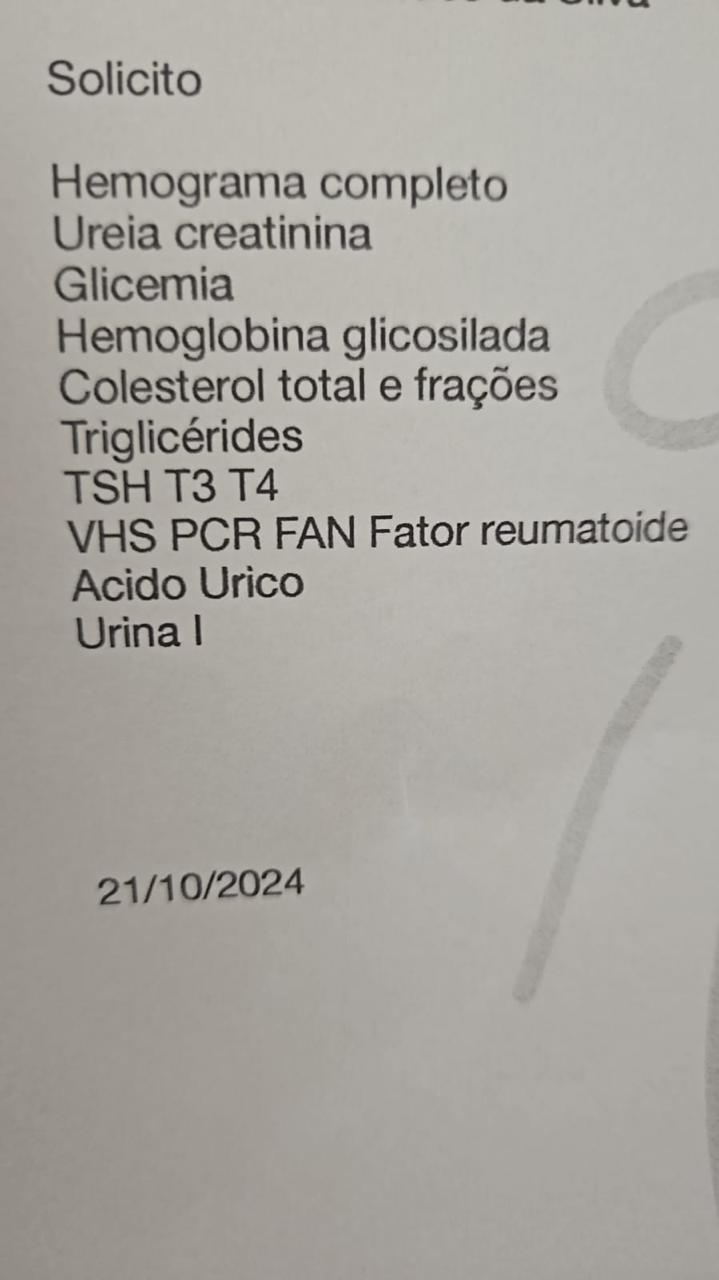 Silva
Solicito
Hemograma completo
Ureia creatinina
Glicemia
Hemoglobina glicosilada
Colesterol total e frações
Triglicérides
TSH T3 T4
VHS PCR FAN Fator reumatoide
Acido Urico
Urina I
21/10/2024